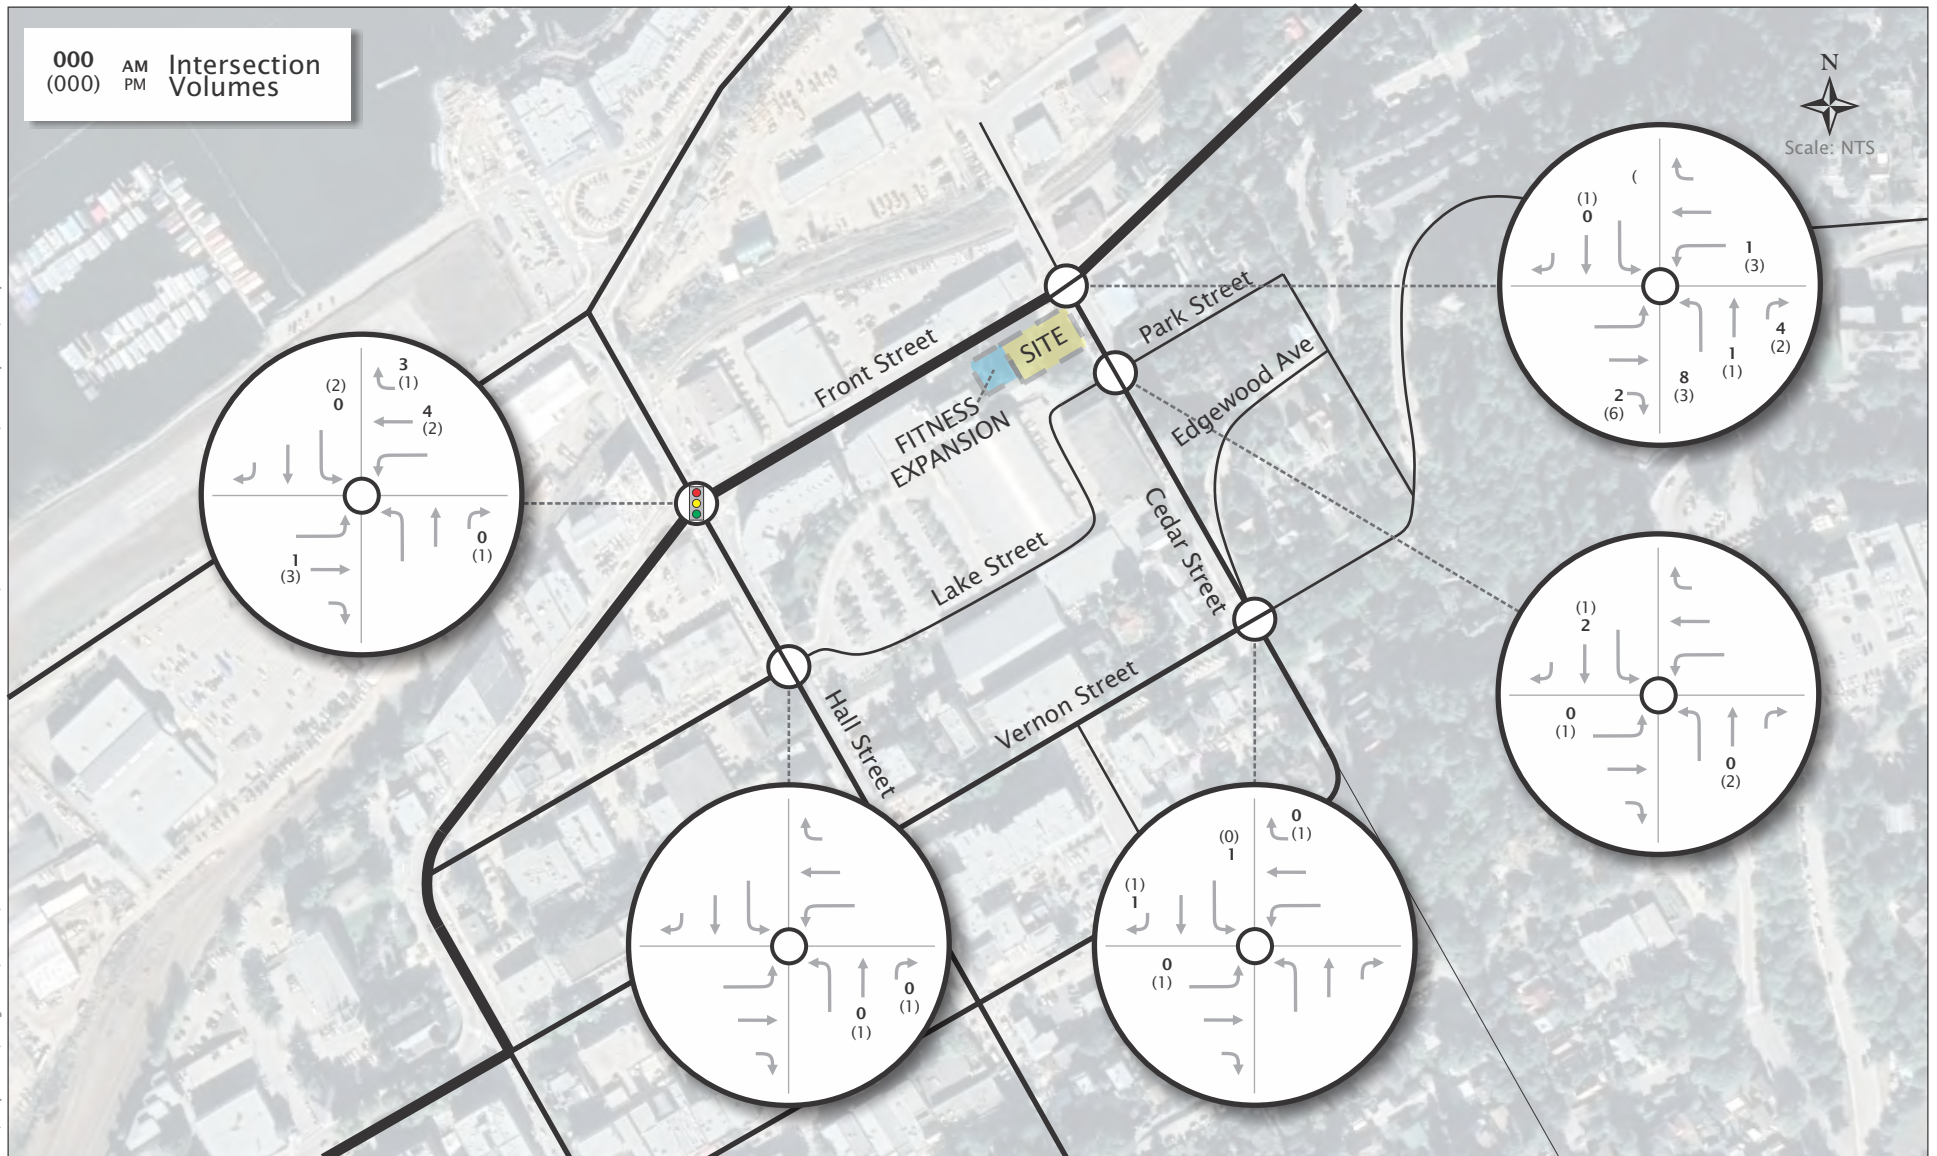 000 AM Intersection
(000) PM Volumes
N
Scale: NTS
Front Street
SITE
FITNESS
EXPANSION
Park Street
Edgewood Ave
Cedar Street
Lake Street
Hall Street
Vernon Street
3
(1)
(2)
0
4
(2)
1
(3)
0
(1)
(
(1)
0
1
(3)
4
(2)
1
(1)
8
(3)
2
(6)
(1)
2
0
(1)
0
(2)
0
(1)
0
(1)
0
(1)
(0)
1
(1)
1
0
(1)